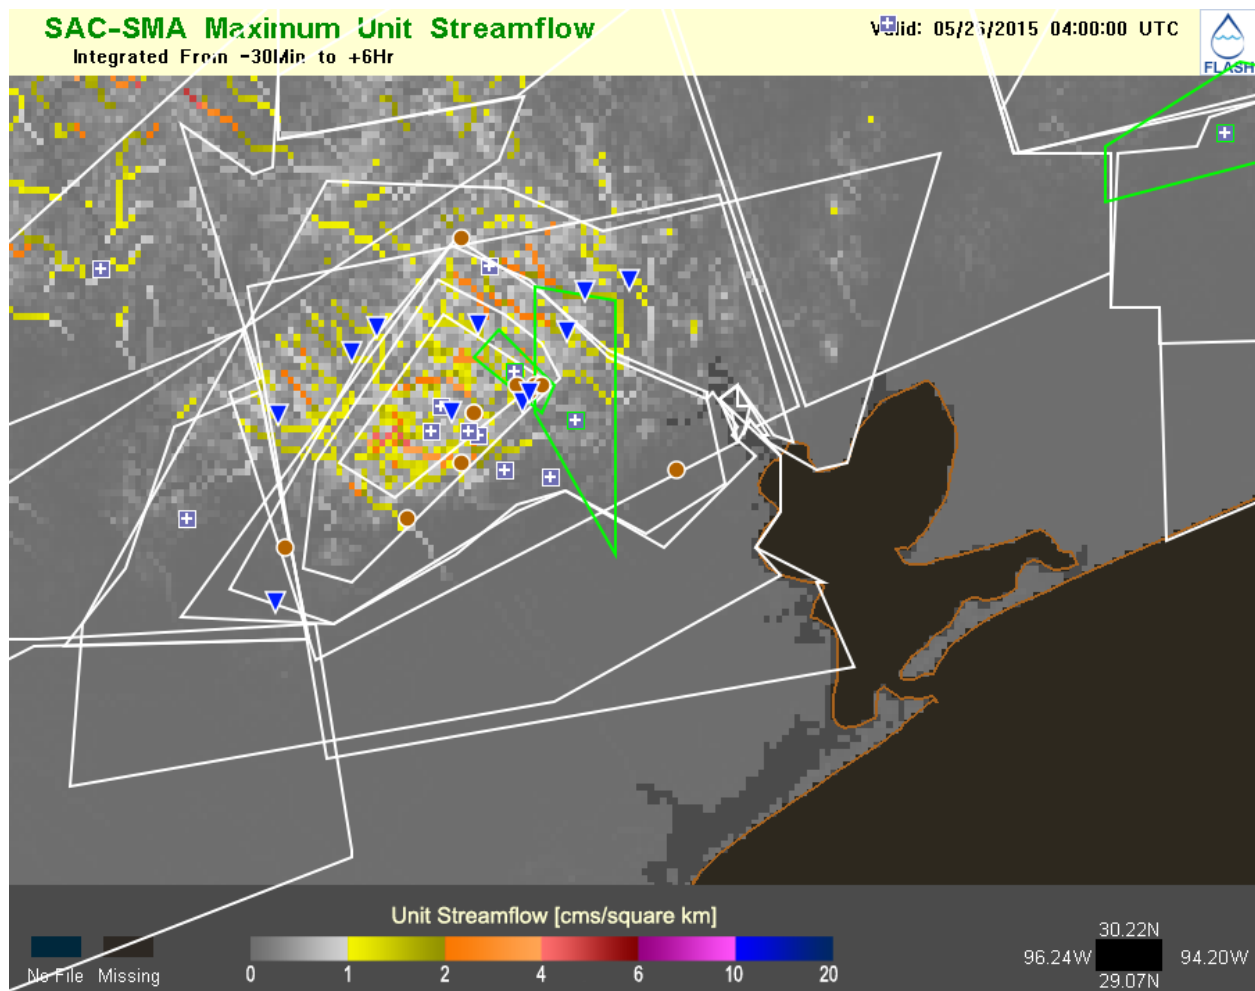 SAC-SMA Maximum Unit Streamflow
Integrated From -30Min to +6Hr
Valid: 05/26/2015 04:00:00 UTC
FLASH
Unit Streamflow [cms/square km]
No File Missing
0 1 2 4 6 10 20
30.22N
96.24W 94.20W
29.07N